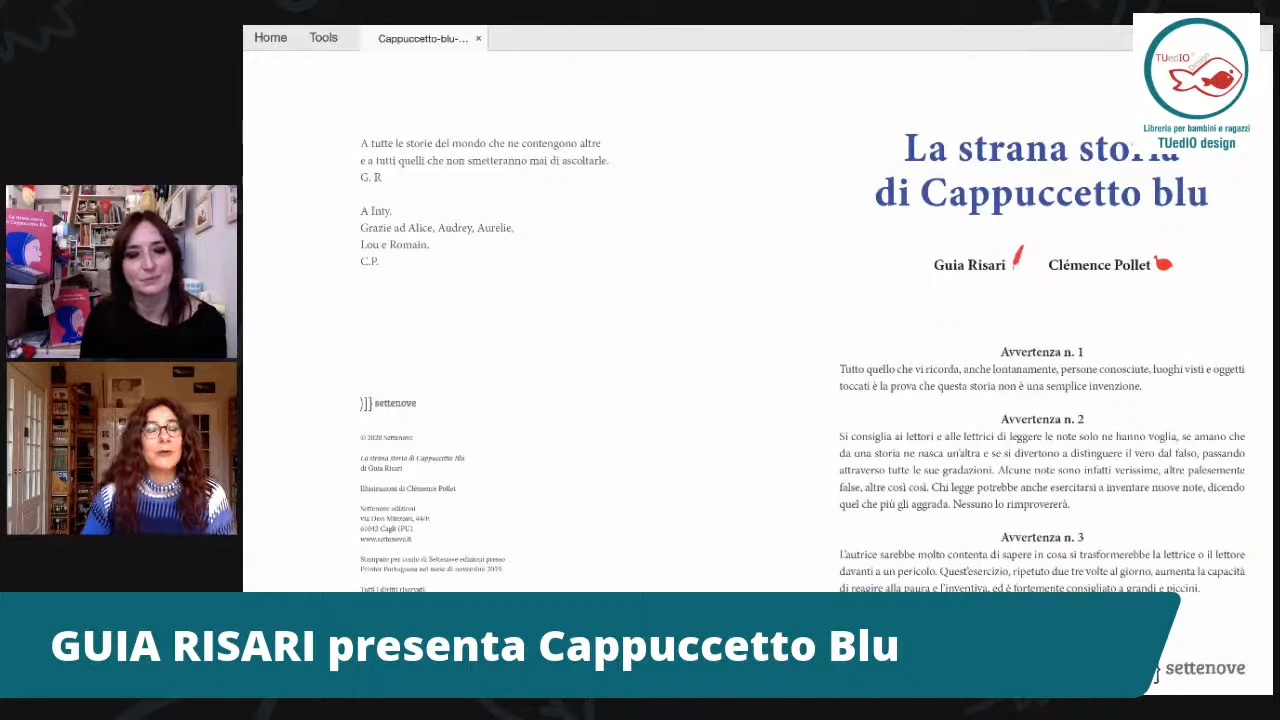 Home Tools Cappuccetto-blu-... ×
TUedIO
Design
Libreria per bambini e ragazzi
TUedIO design
A tutte le storie del mondo che ne contengono altre
e a tutti quelli che non smetteranno mai di ascoltarle.
G. R
A Inty.
Grazie ad Alice, Audrey, Aurelie,
Lou e Romain.
C.P.
)]} settenove
© 2020 Settenove
La strana storia di Cappuccetto Blu
di Guia Risari
Illustrazioni di Clémence Pollet
Settenove edizioni
via Don Minzoni, 44/F
61043 Cagli (PU)
www.settenove.it
Stampato per conto di Settenove edizioni presso
Printer Portuguesa nel mese di novembre 2019.
Tutti i diritti riservati.
La strana storia
di Cappuccetto blu
Guia Risari Clémence Pollet
Avvertenza n. 1
Tutto quello che vi ricorda, anche lontanamente, persone conosciute, luoghi visti e oggetti
toccati è la prova che questa storia non è una semplice invenzione.
Avvertenza n. 2
Si consiglia ai lettori e alle lettrici di leggere le note solo ne hanno voglia, se amano che
da una storia ne nasca un'altra e se si divertono a distinguere il vero dal falso, passando
attraverso tutte le sue gradazioni. Alcune note sono infatti verissime, altre palesemente
false, altre così così. Chi legge potrebbe anche esercitarsi a inventare nuove note, dicendo
quel che più gli aggrada. Nessuno lo rimprovererà.
Avvertenza n. 3
L'autrice sarebbe molto contenta di sapere in cosa si trasformerebbe la lettrice o il lettore
davanti a un pericolo. Quest'esercizio, ripetuto due tre volte al giorno, aumenta la capacità
di reagire alla paura e l'inventiva, ed è fortemente consigliato a grandi e piccini.
} settenove
La strana storia
di Cappuccetto Blu
GUIA RISARI presenta Cappuccetto Blu